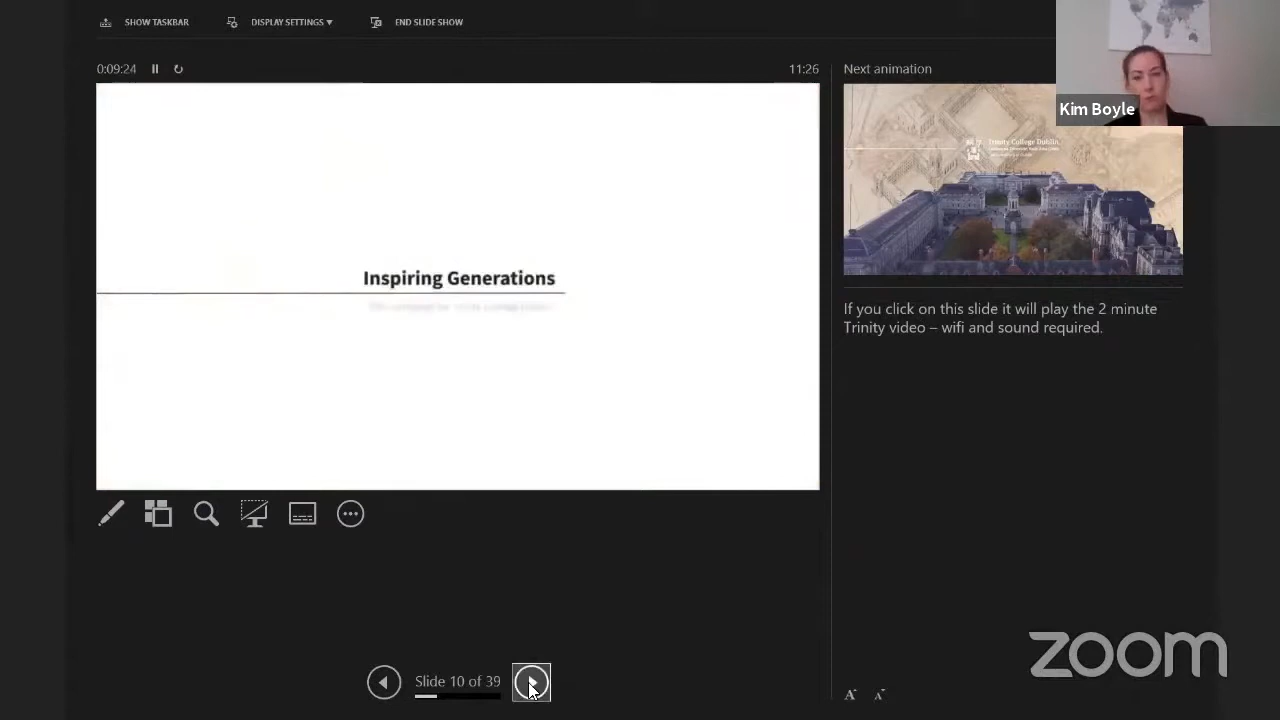 SHOW TASKBAR
DISPLAY SETTINGS ▼
END SLIDE SHOW
0:09:24
11:26
Next animation
Kim Boyle
Inspiring Generations
Trinity College Dublin
If you click on this slide it will play the 2 minute
Trinity video – wifi and sound required.
Slide 10 of 39
A
A
zoom